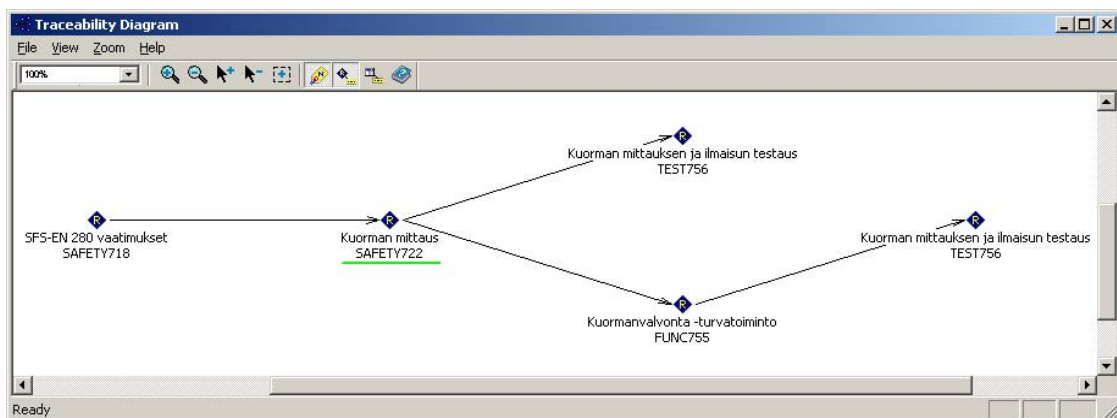 Traceability Diagram
File View Zoom Help
100%
Kuorman mittauksen ja ilmaisun testaus
TEST756
SFS-EN 280 vaatimukset
SAFETY718
Kuorman mittaus
SAFETY722
Kuorman mittauksen ja ilmaisun testaus
TEST756
Kuormanvalvonta -turvatoiminto
FUNC755
Ready